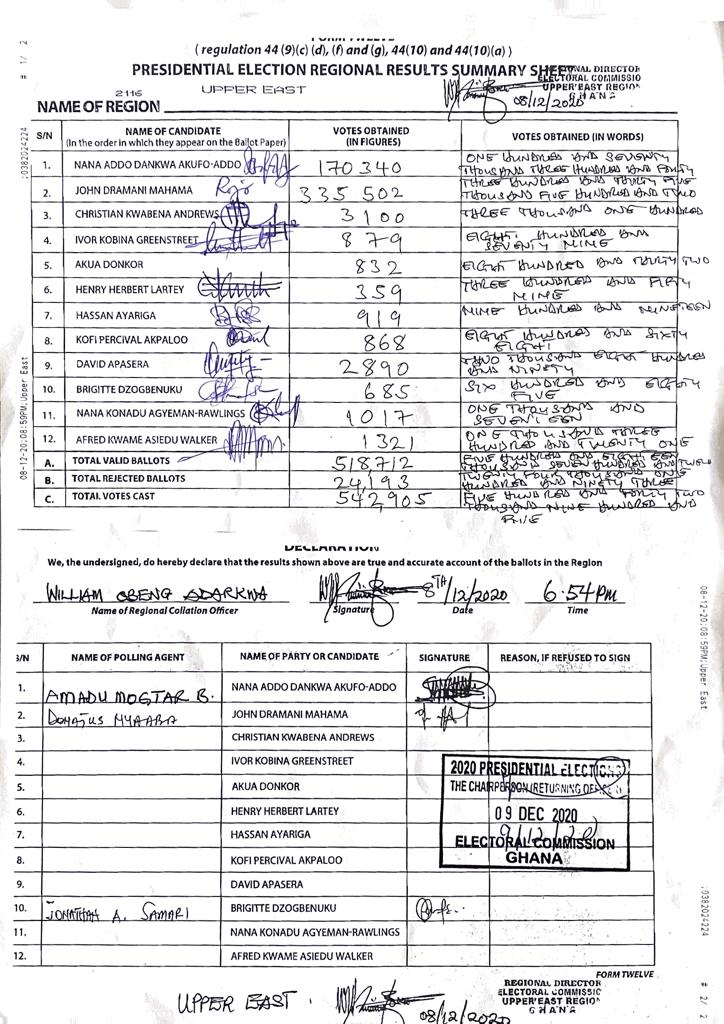 FORM TWELVE
( regulation 44 (9)(c) (d), (f) and (g), 44(10) and 44(10)(a) )
PRESIDENTIAL ELECTION REGIONAL RESULTS SUMMARY SHEET
REGIONAL DIRECTOR
ELECTORAL COMMISSIO
UPPER EAST REGION
GHANA
08/12/2020
2116 UPPER EAST
NAME OF REGION
S/N NAME OF CANDIDATE (In the order in which they appear on the Ballot Paper) VOTES OBTAINED (IN FIGURES) VOTES OBTAINED (IN WORDS)
1. NANA ADDO DANKWA AKUFO-ADDO 170340 ONE HUNDRED AND SEVENTY THOUSAND THREE HUNDRED AND FORTY
2. JOHN DRAMANI MAHAMA 335 502 THREE HUNDRED AND THIRTY FIVE THOUSAND FIVE HUNDRED AND TWO
3. CHRISTIAN KWABENA ANDREWS 3100 THREE THOUSAND ONE HUNDRED
4. IVOR KOBINA GREENSTREET 879 EIGHT HUNDRED AND SEVENTY NINE
5. AKUA DONKOR 832 EIGHT HUNDRED AND THIRTY TWO
6. HENRY HERBERT LARTEY 359 THREE HUNDRED AND FIFTY NINE
7. HASSAN AYARIGA 919 NINE HUNDRED AND NINETEEN
8. KOFI PERCIVAL AKPALOO 868 EIGHT HUNDRED AND SIXTY EIGHT
9. DAVID APASERA 2890 TWO THOUSAND EIGHT HUNDRED AND NINETY
10. BRIGITTE DZOGBENUKU 685 SIX HUNDRED AND EIGHTY FIVE
11. NANA KONADU AGYEMAN-RAWLINGS 1017 ONE THOUSAND AND SEVENTEEN
12. AFRED KWAME ASIEDU WALKER 1321 ONE THOUSAND THREE HUNDRED AND TWENTY ONE
A. TOTAL VALID BALLOTS 518712 FIVE HUNDRED AND EIGHTEEN THOUSAND SEVEN HUNDRED AND TWELVE
B. TOTAL REJECTED BALLOTS 24,193 TWENTY FOUR THOUSAND ONE HUNDRED AND NINETY THREE
C. TOTAL VOTES CAST 542905 FIVE HUNDRED AND FORTY TWO THOUSAND NINE HUNDRED AND FIVE
DECLARATION
We, the undersigned, do hereby declare that the results shown above are true and accurate account of the ballots in the Region
WILLIAM OBENG ADARKWA 8TH/12/2020 6:54PM
Name of Regional Collation Officer Signature Date Time
S/N NAME OF POLLING AGENT NAME OF PARTY OR CANDIDATE SIGNATURE REASON, IF REFUSED TO SIGN
1. AMADU MOGTAR B. NANA ADDO DANKWA AKUFO-ADDO
2. DONATUS JOHN DRAMANI MAHAMA
3. CHRISTIAN KWABENA ANDREWS
4. IVOR KOBINA GREENSTREET
5. AKUA DONKOR
6. HENRY HERBERT LARTEY
7. HASSAN AYARIGA
8. KOFI PERCIVAL AKPALOO
9. DAVID APASERA
10. JONATHAN A. SAMARI BRIGITTE DZOGBENUKU
11. NANA KONADU AGYEMAN-RAWLINGS
12. AFRED KWAME ASIEDU WALKER
2020 PRESIDENTIAL ELECTIONS
THE CHAIRPERSON (RETURNING OFFICER)
09 DEC 2020
9/12/20
ELECTORAL COMMISSION
GHANA
FORM TWELVE
UPPER EAST.
08/12/2020
REGIONAL DIRECTOR
ELECTORAL COMMISSIO
UPPER EAST REGION
GHANA
# 1/ 2
:0382024224
08-12-20;08:59PM;Upper East
08-12-20;08:59PM;Upper East
;0382024224
# 2/ 2